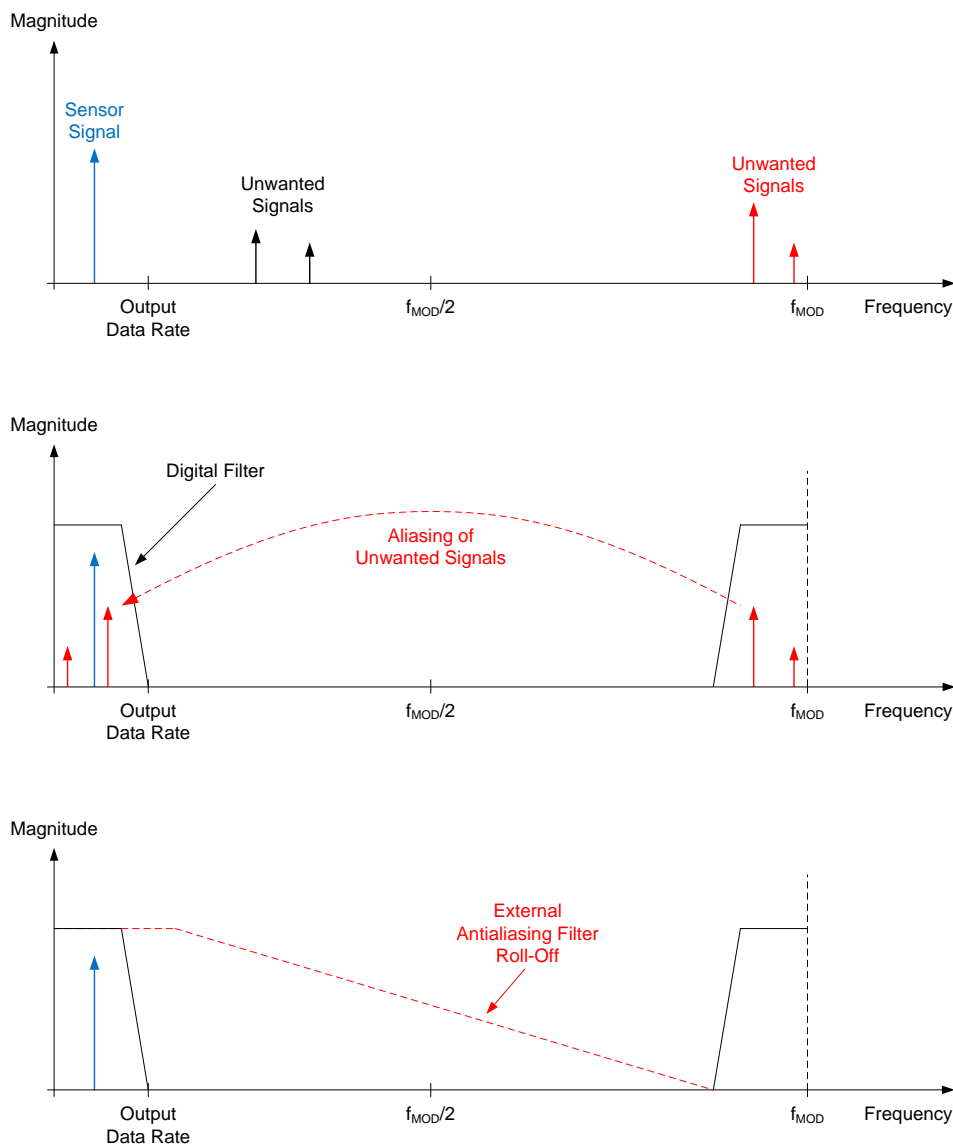 Magnitude
Sensor
Signal
Unwanted
Signals
Unwanted
Signals
Output
Data Rate
fMOD/2
fMOD
Frequency
Magnitude
Digital Filter
Aliasing of
Unwanted Signals
Output
Data Rate
fMOD/2
fMOD
Frequency
Magnitude
External
Antialiasing Filter
Roll-Off
Output
Data Rate
fMOD/2
fMOD
Frequency